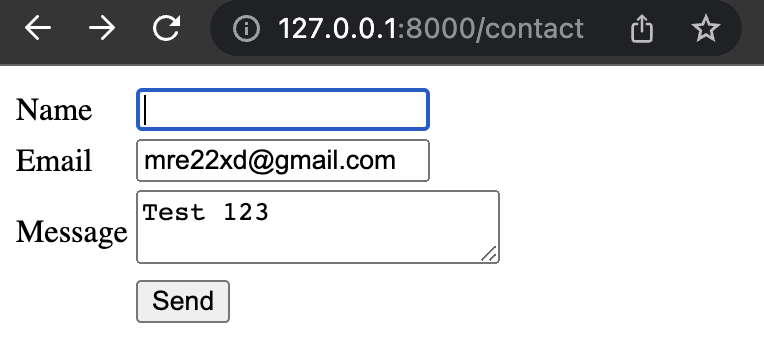 127.0.0.1:8000/contact
Name
Email mre22xd@gmail.com
Message Test 123
Send